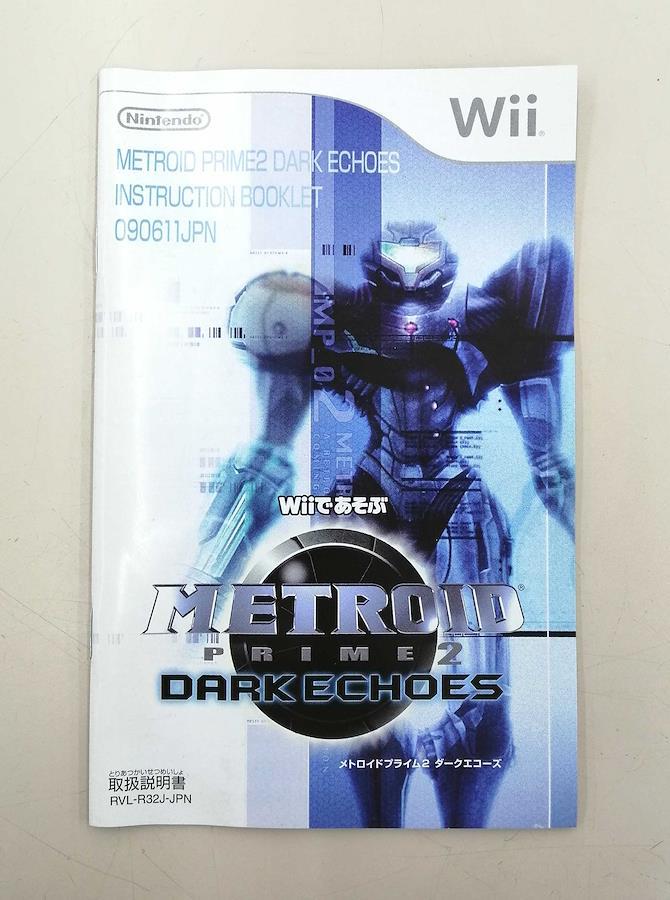 Nintendo
Wii
METROID PRIME2 DARK ECHOES
INSTRUCTION BOOKLET
090611JPN
MP_0
2 METR
Wiiであそぶ
METROID
PRIME 2
DARK ECHOES
メトロイドプライム2 ダークエコーズ
とりあつかいせつめいしょ
取扱説明書
RVL-R32J-JPN